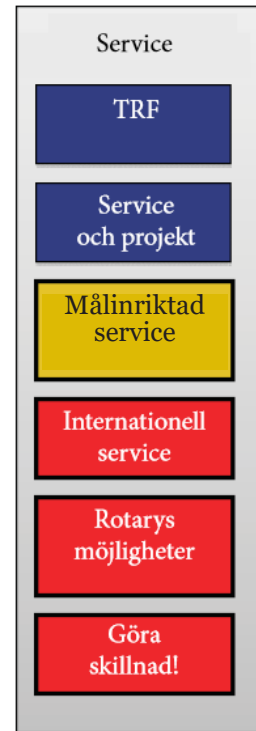 Service
TRF
Service
och projekt
Målinriktad
service
Internationell
service
Rotarys
möjligheter
Göra
skillnad!